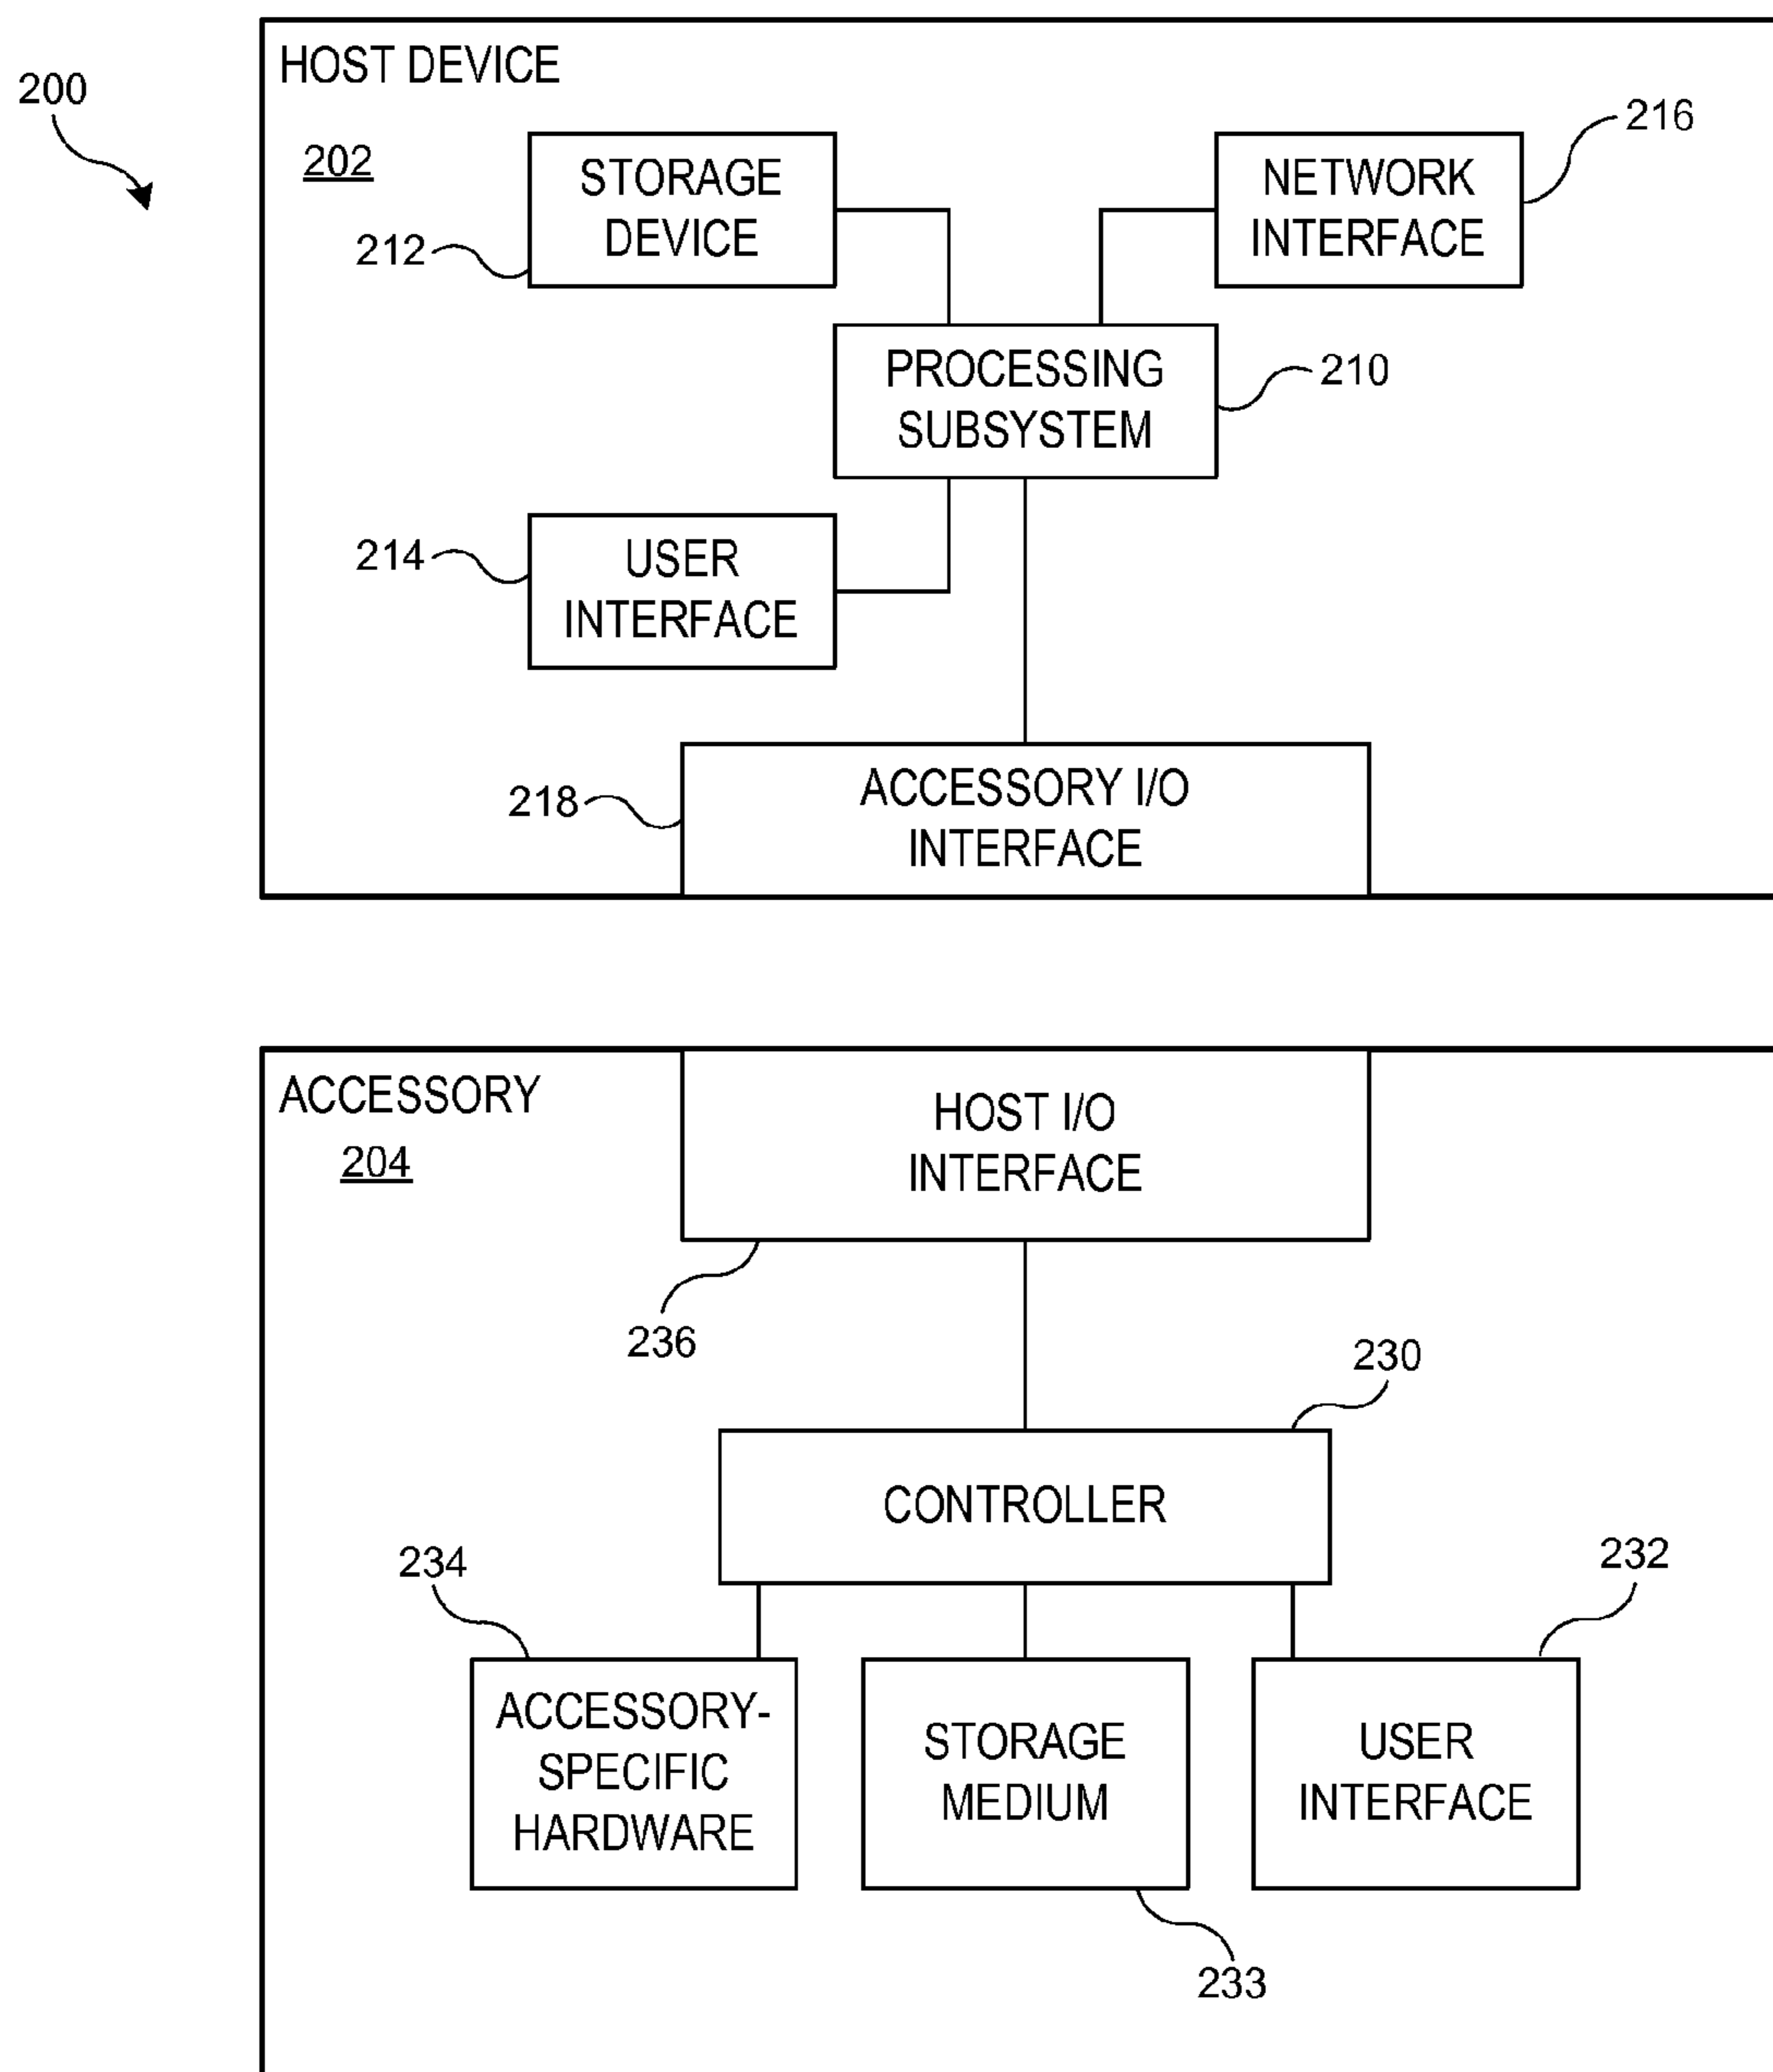 200
HOST DEVICE
202
STORAGE
DEVICE
212
NETWORK
INTERFACE
216
PROCESSING
SUBSYSTEM
210
214
USER
INTERFACE
218
ACCESSORY I/O
INTERFACE
ACCESSORY
204
HOST I/O
INTERFACE
236
230
CONTROLLER
234
232
ACCESSORY-
SPECIFIC
HARDWARE
STORAGE
MEDIUM
USER
INTERFACE
233